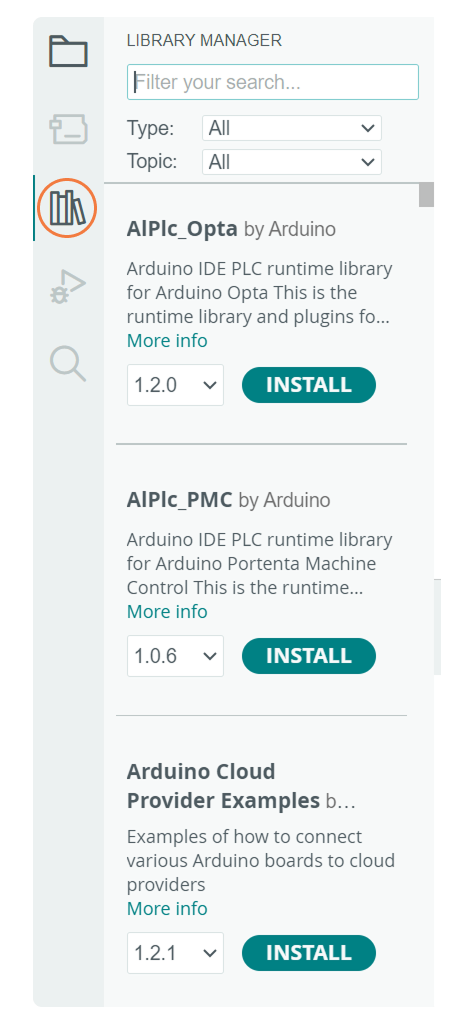 LIBRARY MANAGER
Filter your search...
Type: All
Topic: All
AlPlc_Opta by Arduino
Arduino IDE PLC runtime library
for Arduino Opta This is the
runtime library and plugins fo...
More info
1.2.0 INSTALL
AlPlc_PMC by Arduino
Arduino IDE PLC runtime library
for Arduino Portenta Machine
Control This is the runtime...
More info
1.0.6 INSTALL
Arduino Cloud
Provider Examples b...
Examples of how to connect
various Arduino boards to cloud
providers
More info
1.2.1 INSTALL